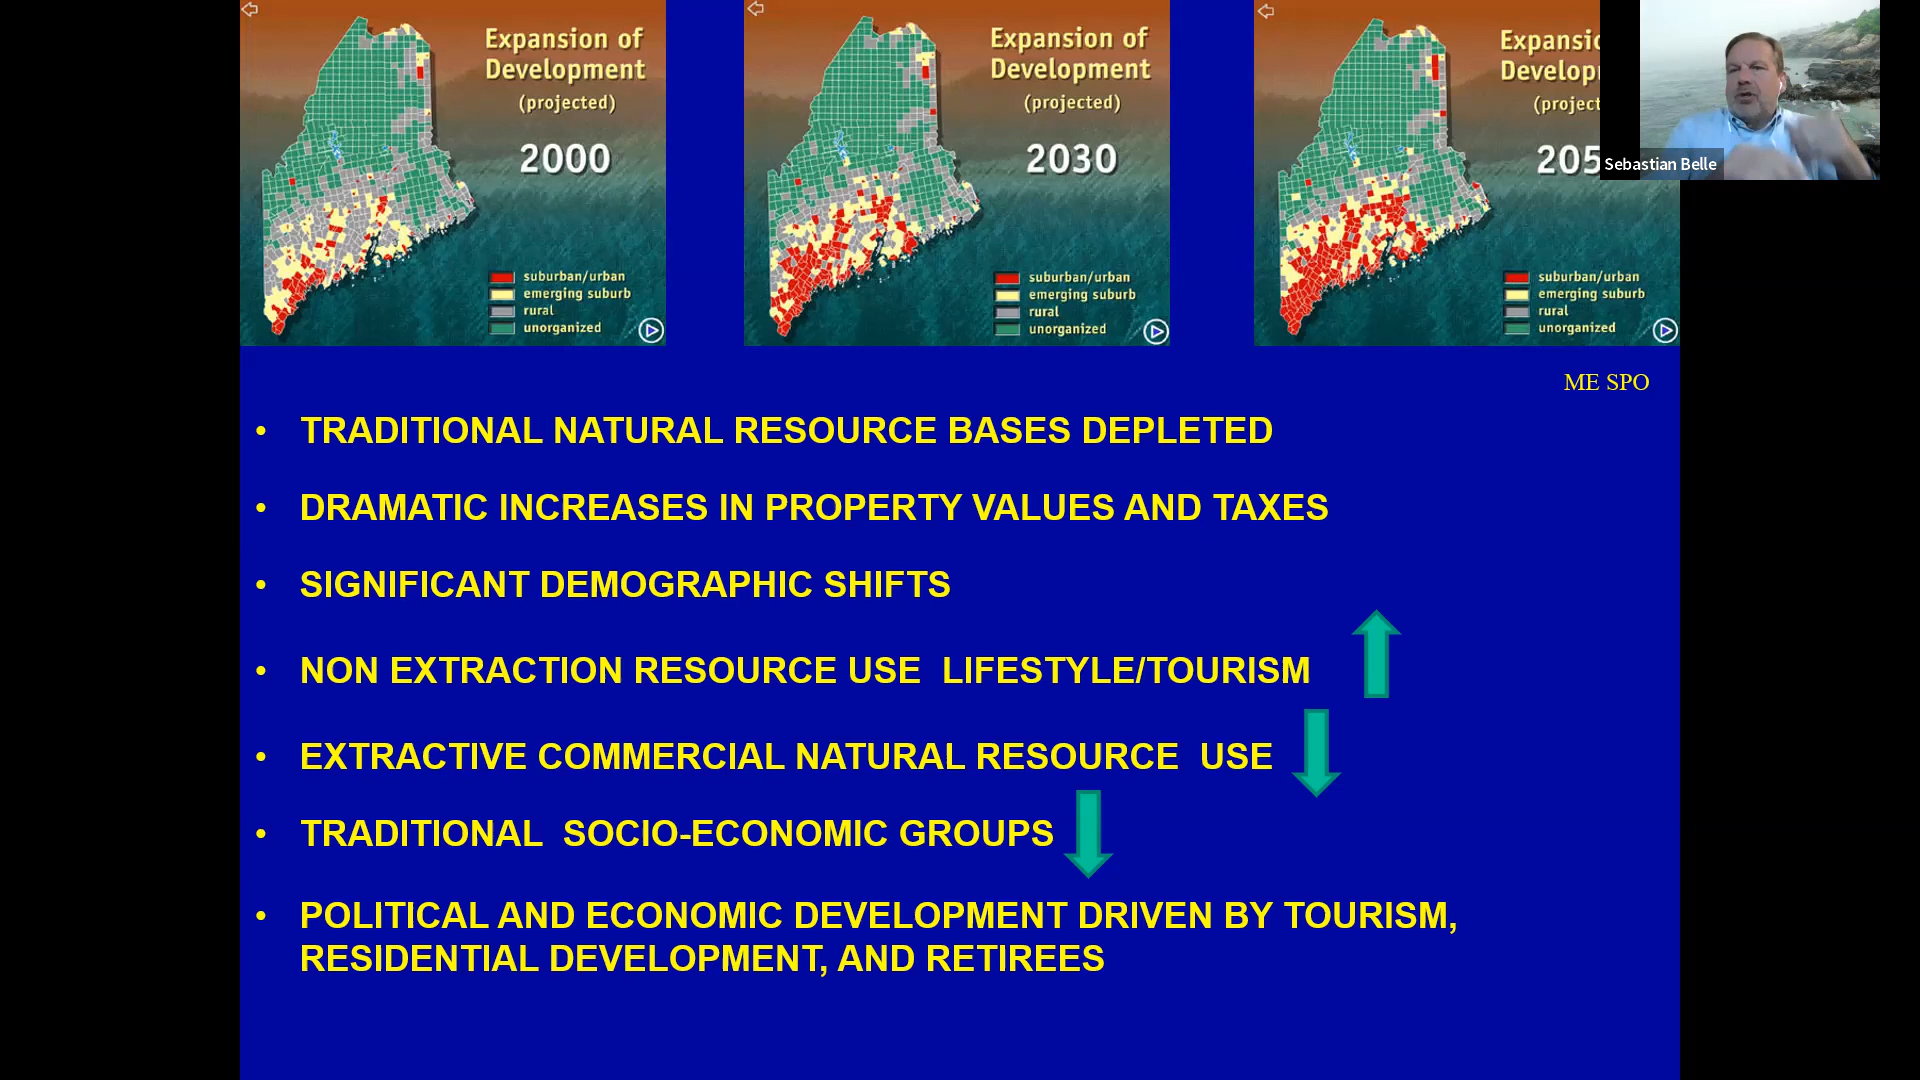 Expansion of
Development
(projected)
2000
suburban/urban
emerging suburb
rural
unorganized
Expansion of
Development
(projected)
2030
suburban/urban
emerging suburb
rural
unorganized
Expansio
Develop
(project
205
suburban/urban
emerging suburb
rural
unorganized
Sebastian Belle
ME SPO
• TRADITIONAL NATURAL RESOURCE BASES DEPLETED
• DRAMATIC INCREASES IN PROPERTY VALUES AND TAXES
• SIGNIFICANT DEMOGRAPHIC SHIFTS
• NON EXTRACTION RESOURCE USE LIFESTYLE/TOURISM
• EXTRACTIVE COMMERCIAL NATURAL RESOURCE USE
• TRADITIONAL SOCIO-ECONOMIC GROUPS
• POLITICAL AND ECONOMIC DEVELOPMENT DRIVEN BY TOURISM,
RESIDENTIAL DEVELOPMENT, AND RETIREES